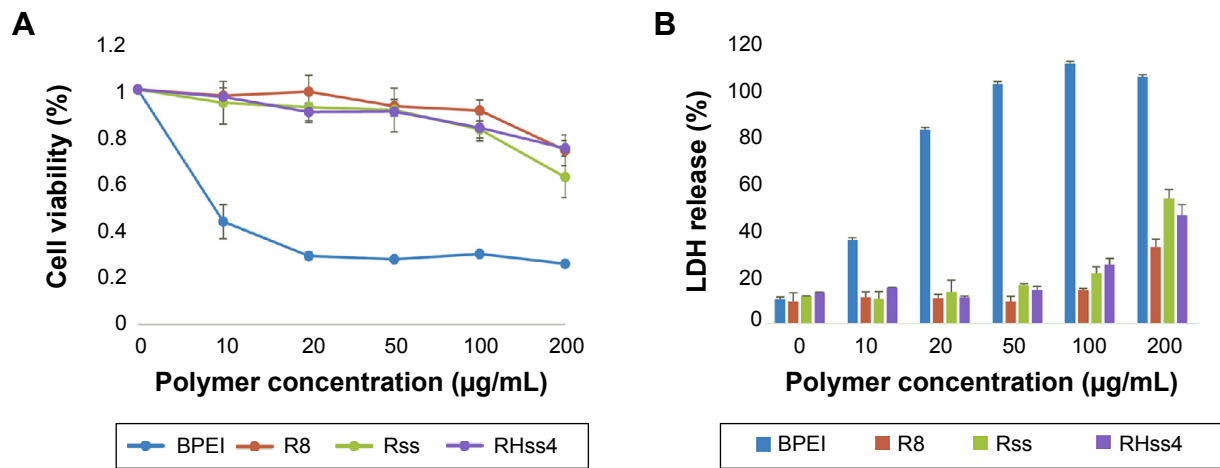 A
Cell viability (%)
1.2
1
0.8
0.6
0.4
0.2
0
0 10 20 50 100 200
Polymer concentration (µg/mL)
BPEI R8 Rss RHss4
B
LDH release (%)
120
100
80
60
40
20
0
0 10 20 50 100 200
Polymer concentration (µg/mL)
BPEI R8 Rss RHss4